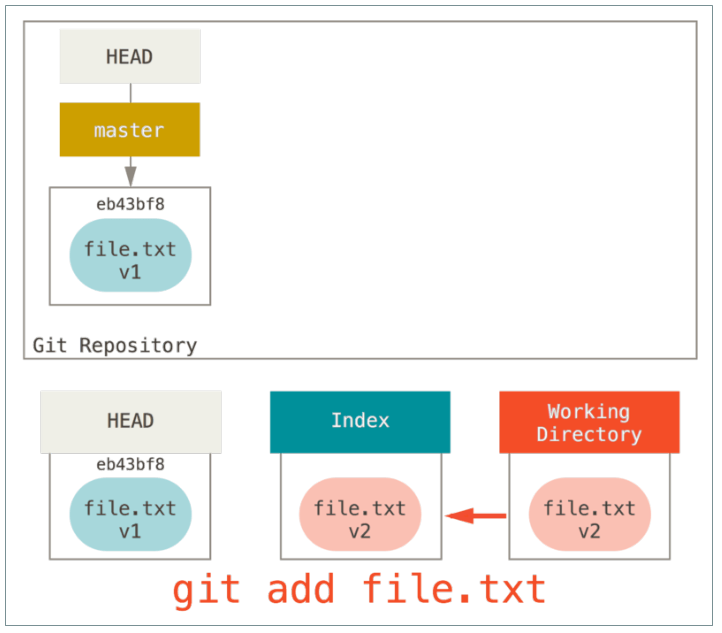 HEAD
master
eb43bf8
file.txt
v1
Git Repository
HEAD
eb43bf8
file.txt
v1
Index
file.txt
v2
Working
Directory
file.txt
v2
git add file.txt